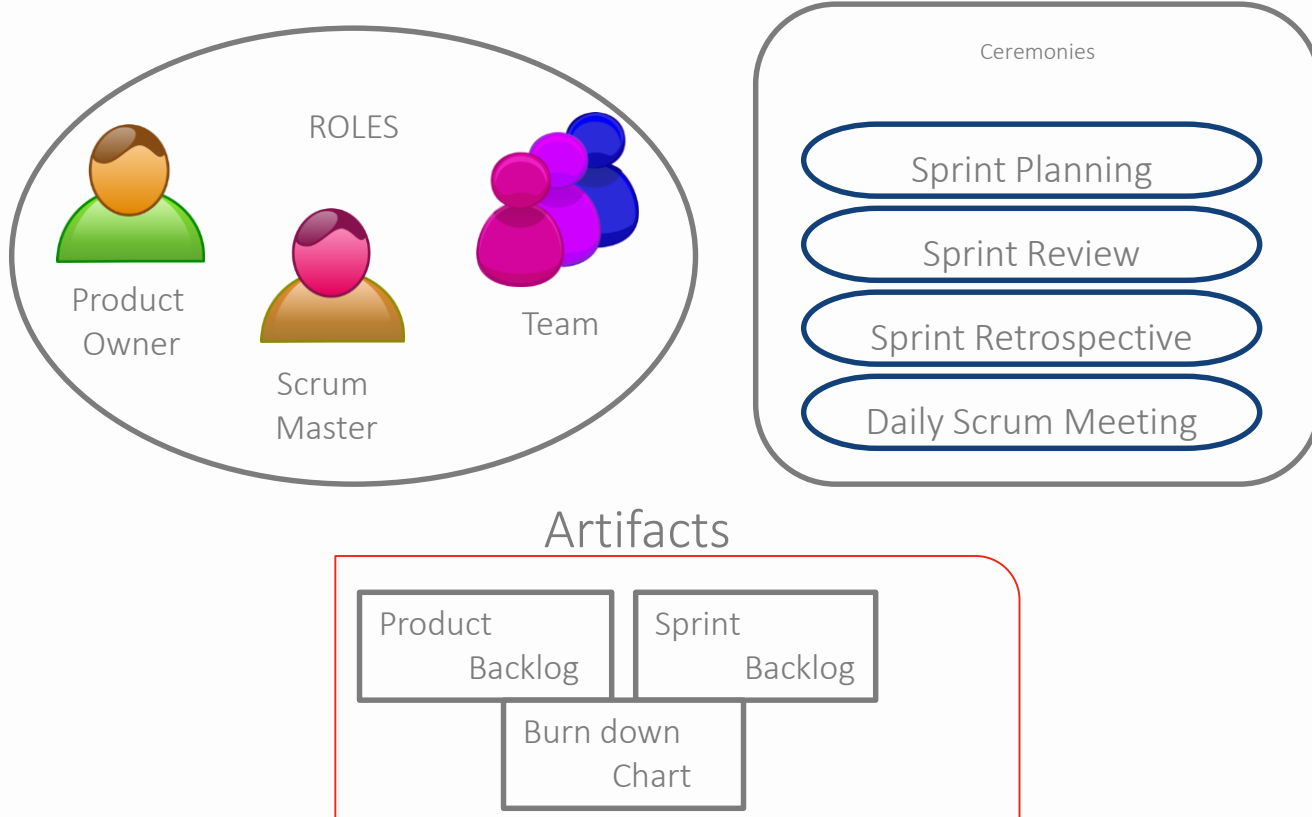 ROLES
Product
Owner
Scrum
Master
Team
Ceremonies
Sprint Planning
Sprint Review
Sprint Retrospective
Daily Scrum Meeting
Artifacts
Product
Backlog
Sprint
Backlog
Burn down
Chart